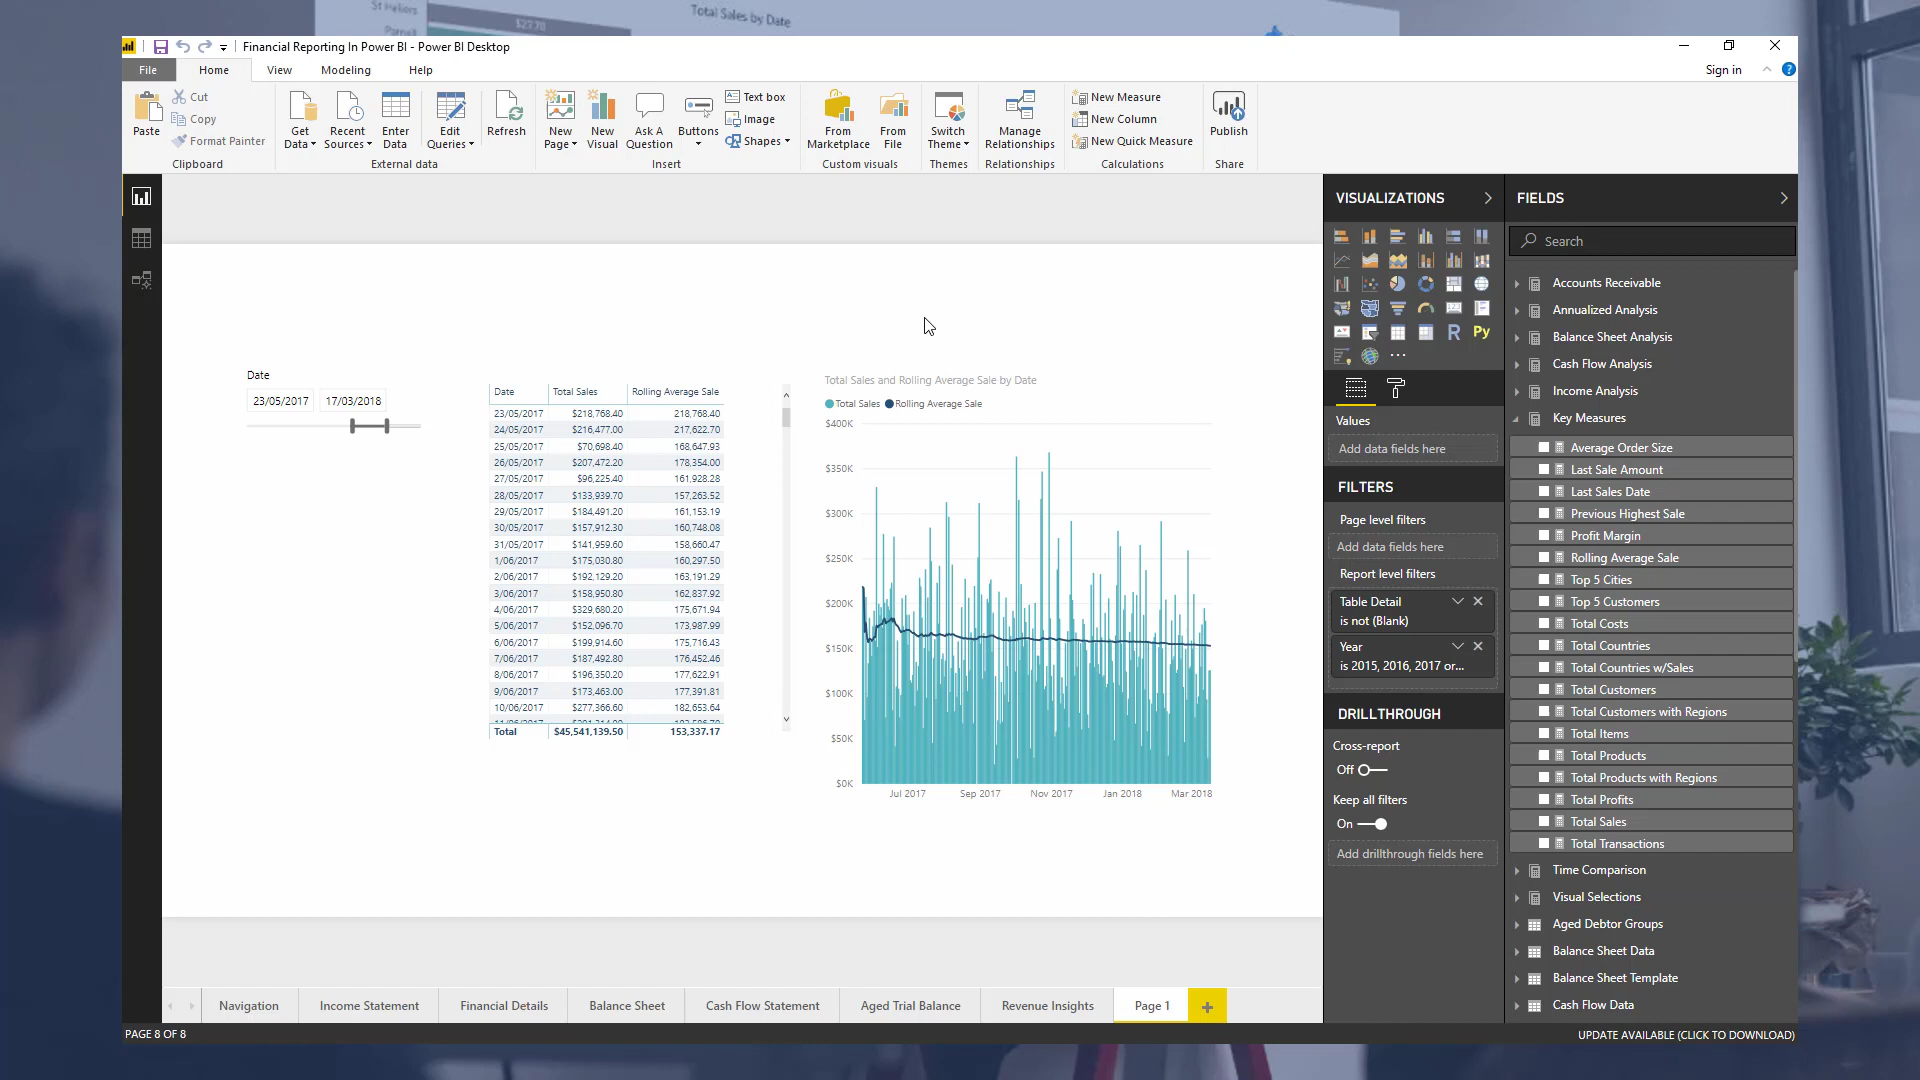 St Heliers
$27.70
Total Sales by Date
Financial Reporting In Power BI - Power BI Desktop
File Home View Modeling Help Sign in
Paste
Cut
Copy
Format Painter
Clipboard
Get Data
Recent Sources
Enter Data
Edit Queries
External data
Refresh
New Page
New Visual
Ask A Question
Buttons
Text box
Image
Shapes
Insert
From Marketplace
From File
Custom visuals
Switch Theme
Themes
Manage Relationships
Relationships
New Measure
New Column
New Quick Measure
Calculations
Publish
Share
Date
23/05/2017 17/03/2018
Date Total Sales Rolling Average Sale
23/05/2017 $218,768.40 218,768.40
24/05/2017 $216,477.00 217,622.70
25/05/2017 $70,698.40 168,647.93
26/05/2017 $207,472.20 178,354.00
27/05/2017 $96,225.40 161,928.28
28/05/2017 $133,939.70 157,263.52
29/05/2017 $184,491.20 161,153.19
30/05/2017 $157,912.30 160,748.08
31/05/2017 $141,959.60 158,660.47
1/06/2017 $175,030.80 160,297.50
2/06/2017 $192,129.20 163,191.29
3/06/2017 $158,950.80 162,837.92
4/06/2017 $329,680.20 175,671.94
5/06/2017 $152,096.70 173,987.99
6/06/2017 $199,914.60 175,716.43
7/06/2017 $187,492.80 176,452.46
8/06/2017 $196,350.20 177,622.91
9/06/2017 $173,463.00 177,391.81
10/06/2017 $277,366.60 182,653.64
Total $45,541,139.50 153,337.17
Total Sales and Rolling Average Sale by Date
Total Sales Rolling Average Sale
$400K
$350K
$300K
$250K
$200K
$150K
$100K
$50K
$0K
Jul 2017 Sep 2017 Nov 2017 Jan 2018 Mar 2018
VISUALIZATIONS
R Py
Values
Add data fields here
FILTERS
Page level filters
Add data fields here
Report level filters
Table Detail
is not (Blank)
Year
is 2015, 2016, 2017 or...
DRILLTHROUGH
Cross-report
Off
Keep all filters
On
Add drillthrough fields here
FIELDS
Search
Accounts Receivable
Annualized Analysis
Balance Sheet Analysis
Cash Flow Analysis
Income Analysis
Key Measures
Average Order Size
Last Sale Amount
Last Sales Date
Previous Highest Sale
Profit Margin
Rolling Average Sale
Top 5 Cities
Top 5 Customers
Total Costs
Total Countries
Total Countries w/Sales
Total Customers
Total Customers with Regions
Total Items
Total Products
Total Products with Regions
Total Profits
Total Sales
Total Transactions
Time Comparison
Visual Selections
Aged Debtor Groups
Balance Sheet Data
Balance Sheet Template
Cash Flow Data
Navigation Income Statement Financial Details Balance Sheet Cash Flow Statement Aged Trial Balance Revenue Insights Page 1
PAGE 8 OF 8 UPDATE AVAILABLE (CLICK TO DOWNLOAD)